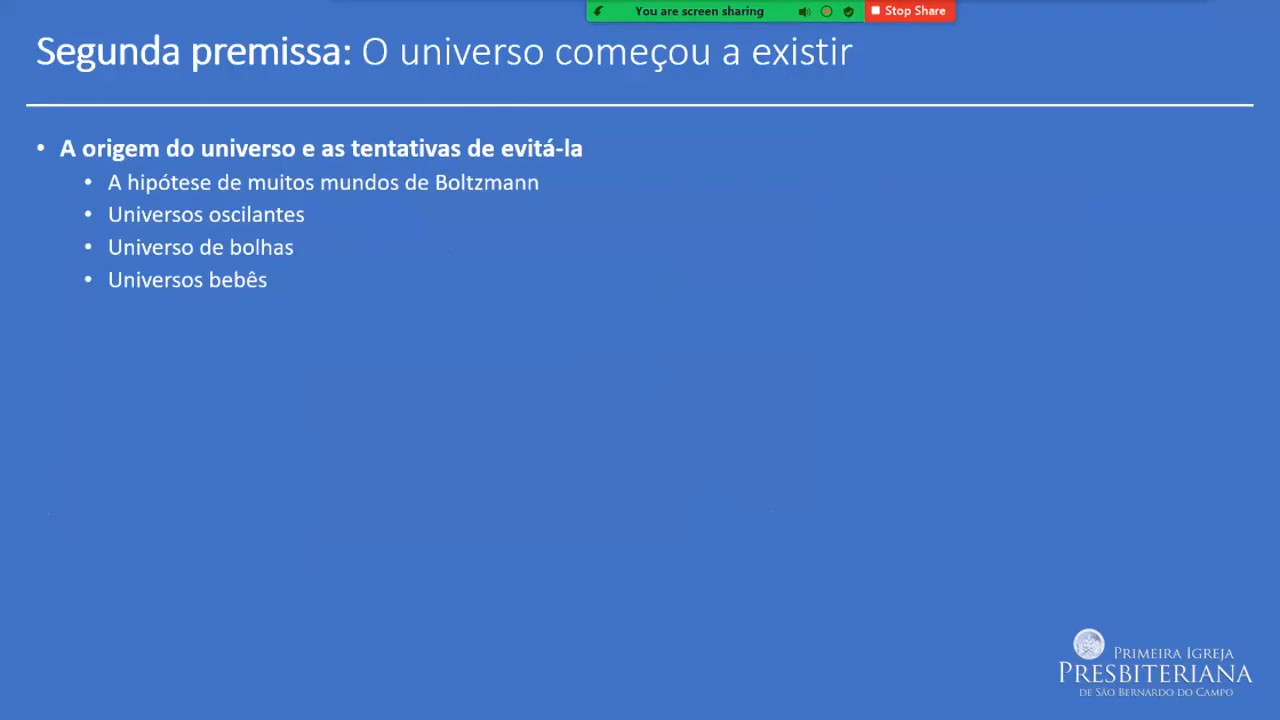 You are screen sharing
Stop Share
Segunda premissa: O universo começou a existir
• A origem do universo e as tentativas de evitá-la
• A hipótese de muitos mundos de Boltzmann
• Universos oscilantes
• Universo de bolhas
• Universos bebês
PRIMEIRA IGREJA
PRESBITERIANA
DE SÃO BERNARDO DO CAMPO